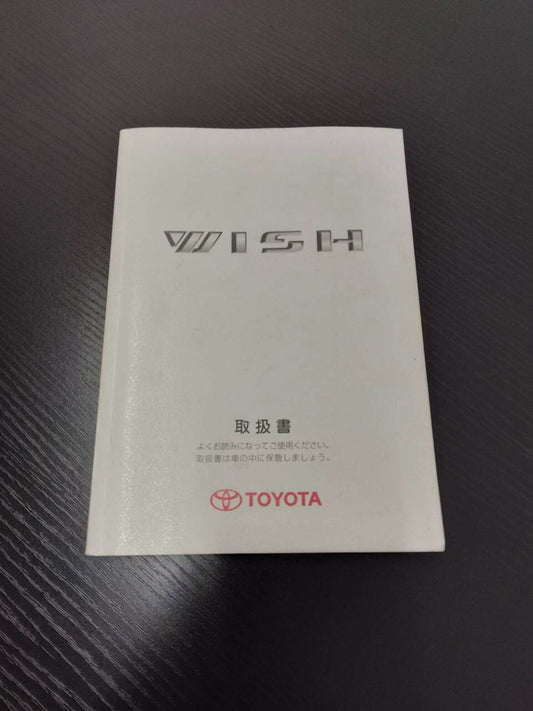 WISH
取扱書
よくお読みになってご使用ください。
取扱書は車の中に保管しましょう。
TOYOTA